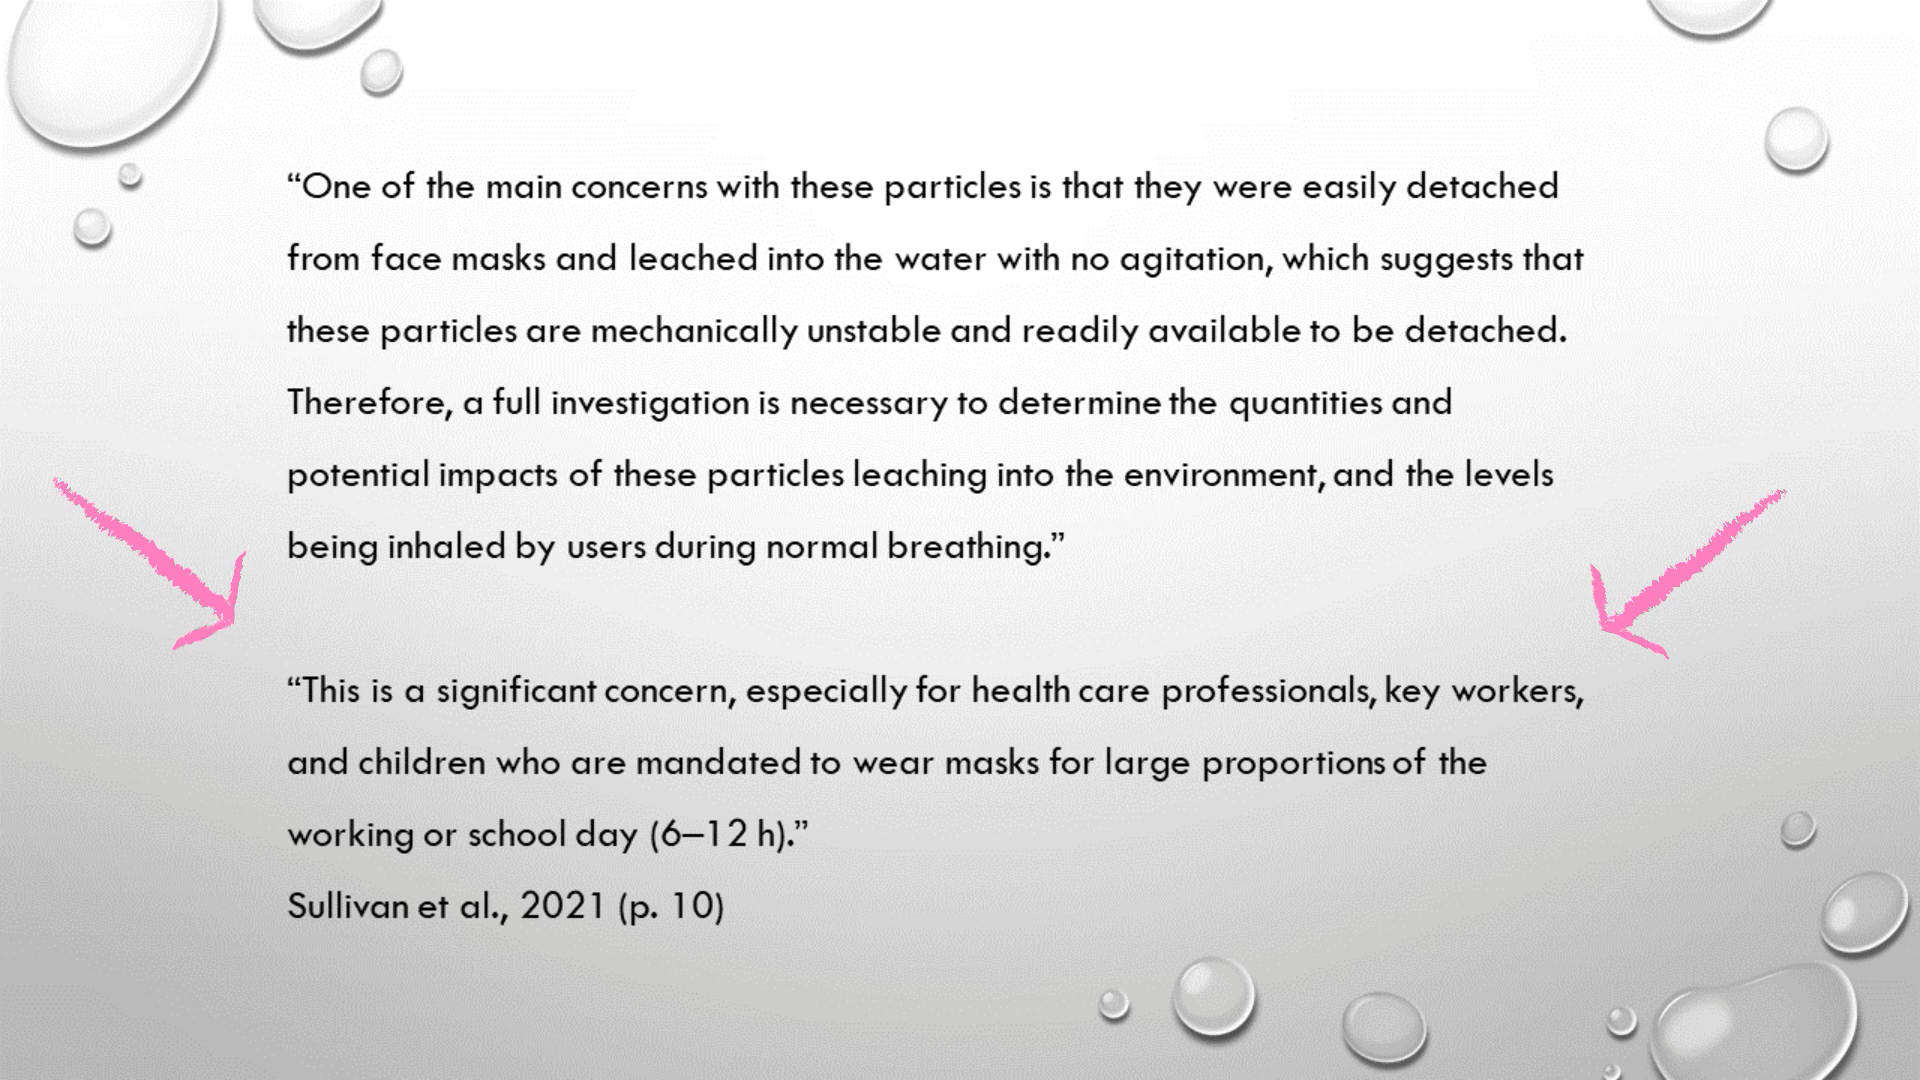 “One of the main concerns with these particles is that they were easily detached
from face masks and leached into the water with no agitation, which suggests that
these particles are mechanically unstable and readily available to be detached.
Therefore, a full investigation is necessary to determine the quantities and
potential impacts of these particles leaching into the environment, and the levels
being inhaled by users during normal breathing.”
“This is a significant concern, especially for health care professionals, key workers,
and children who are mandated to wear masks for large proportions of the
working or school day (6–12 h).”
Sullivan et al., 2021 (p. 10)